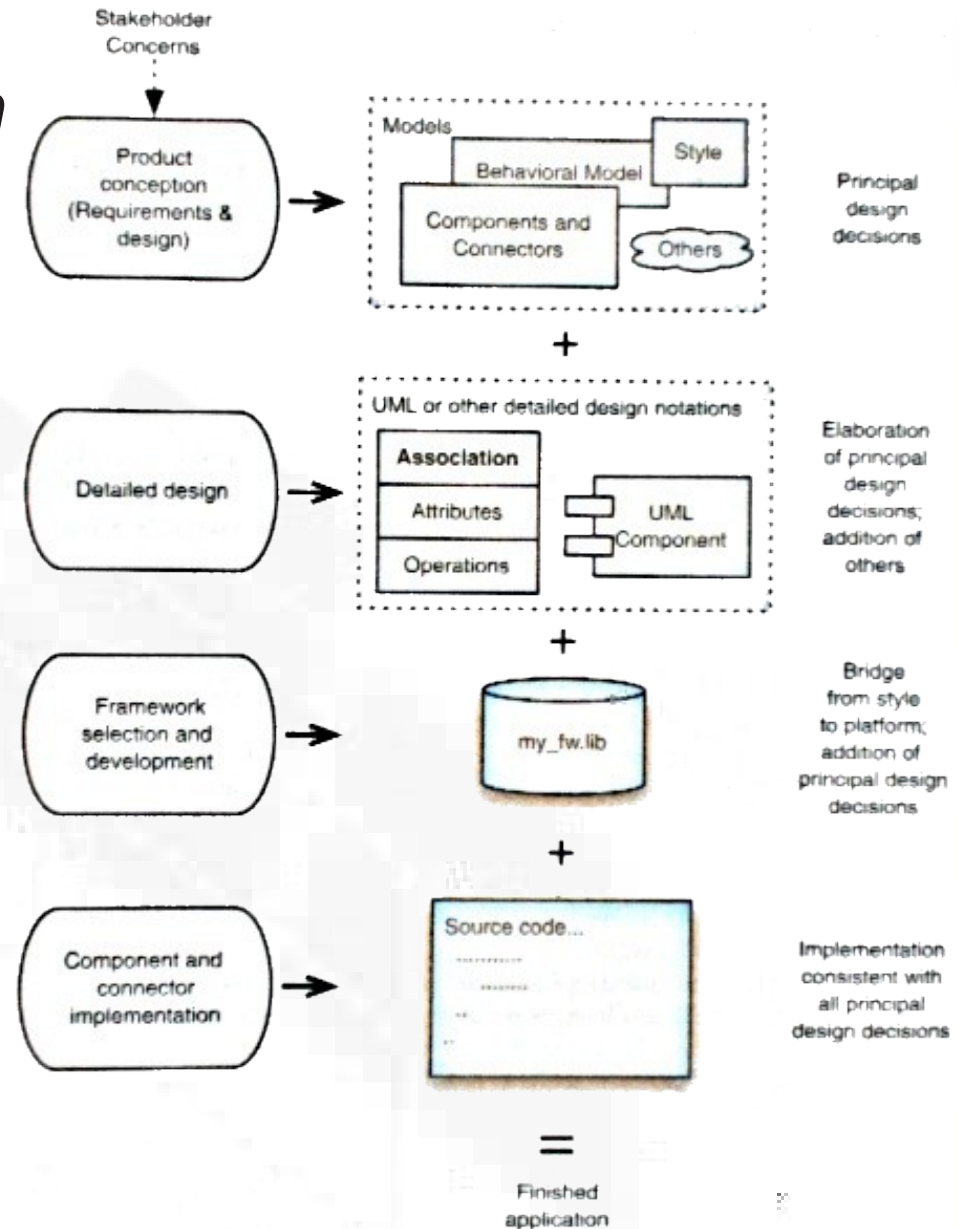 Stakeholder
Concerns
Product
conception
(Requirements &
design)
Models
Behavioral Model
Style
Components and
Connectors
Others
Principal
design
decisions
+
Detailed design
UML or other detailed design notations
Association
Attributes
Operations
UML
Component
Elaboration
of principal
design
decisions;
addition of
others
+
Framework
selection and
development
my_fw.lib
Bridge
from style
to platform;
addition of
principal design
decisions
+
Component and
connector
implementation
Source code...
..........
........
..
..
Implementation
consistent with
all principal
design decisions
=
Finished
application